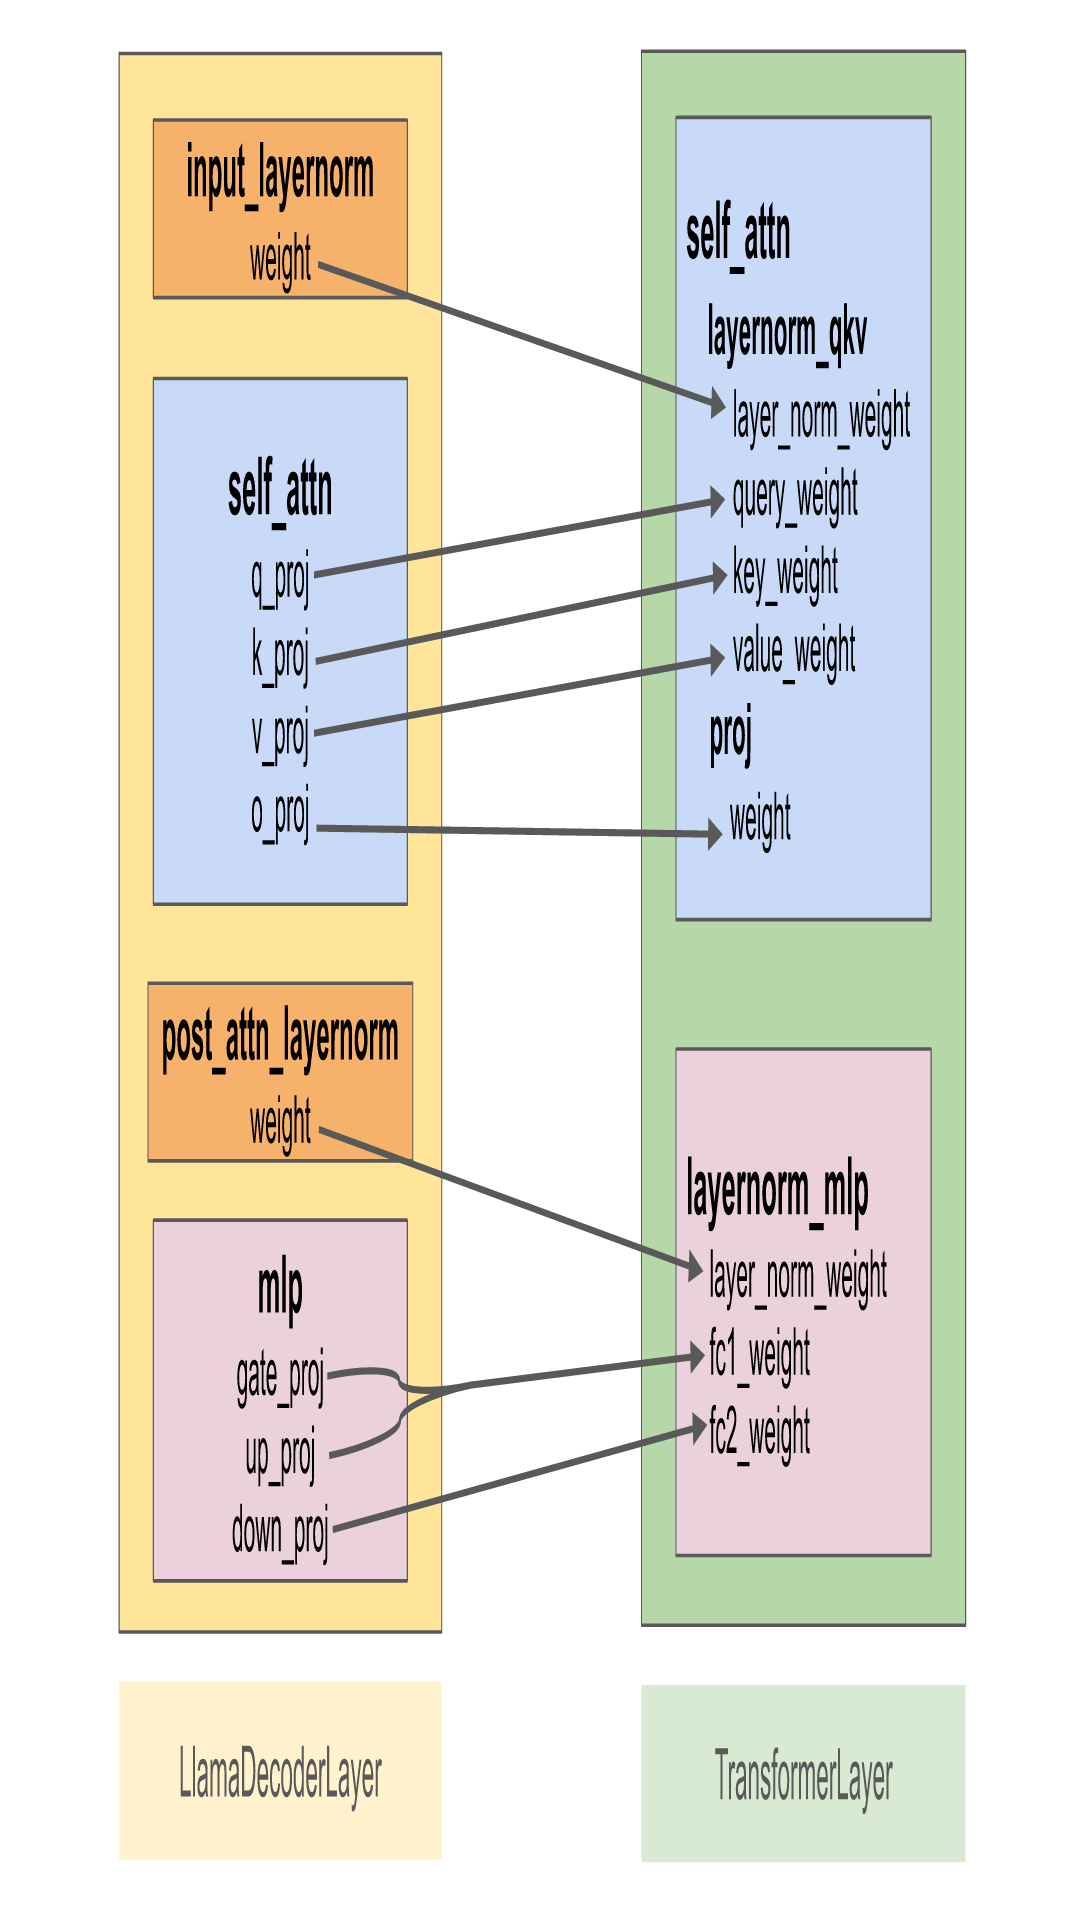 input_layernorm
weight
self_attn
q_proj
k_proj
v_proj
o_proj
post_attn_layernorm
weight
mlp
gate_proj
up_proj
down_proj
LlamaDecoderLayer
self_attn
layernorm_qkv
layer_norm_weight
query_weight
key_weight
value_weight
proj
weight
layernorm_mlp
layer_norm_weight
fc1_weight
fc2_weight
TransformerLayer